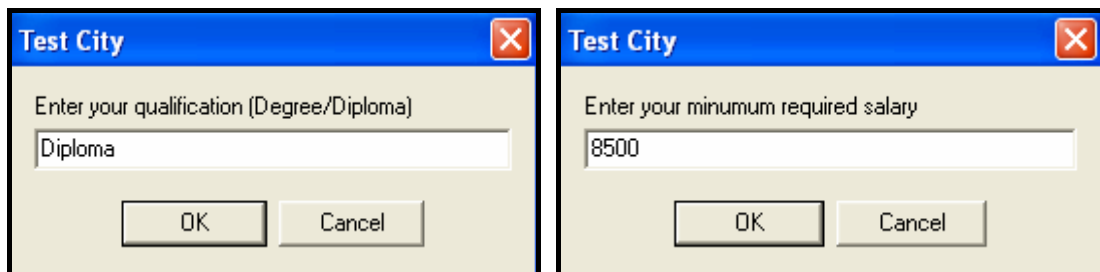 Test City
Enter your qualification (Degree/Diploma)
Diploma
OK
Cancel
Test City
Enter your minumum required salary
8500
OK
Cancel